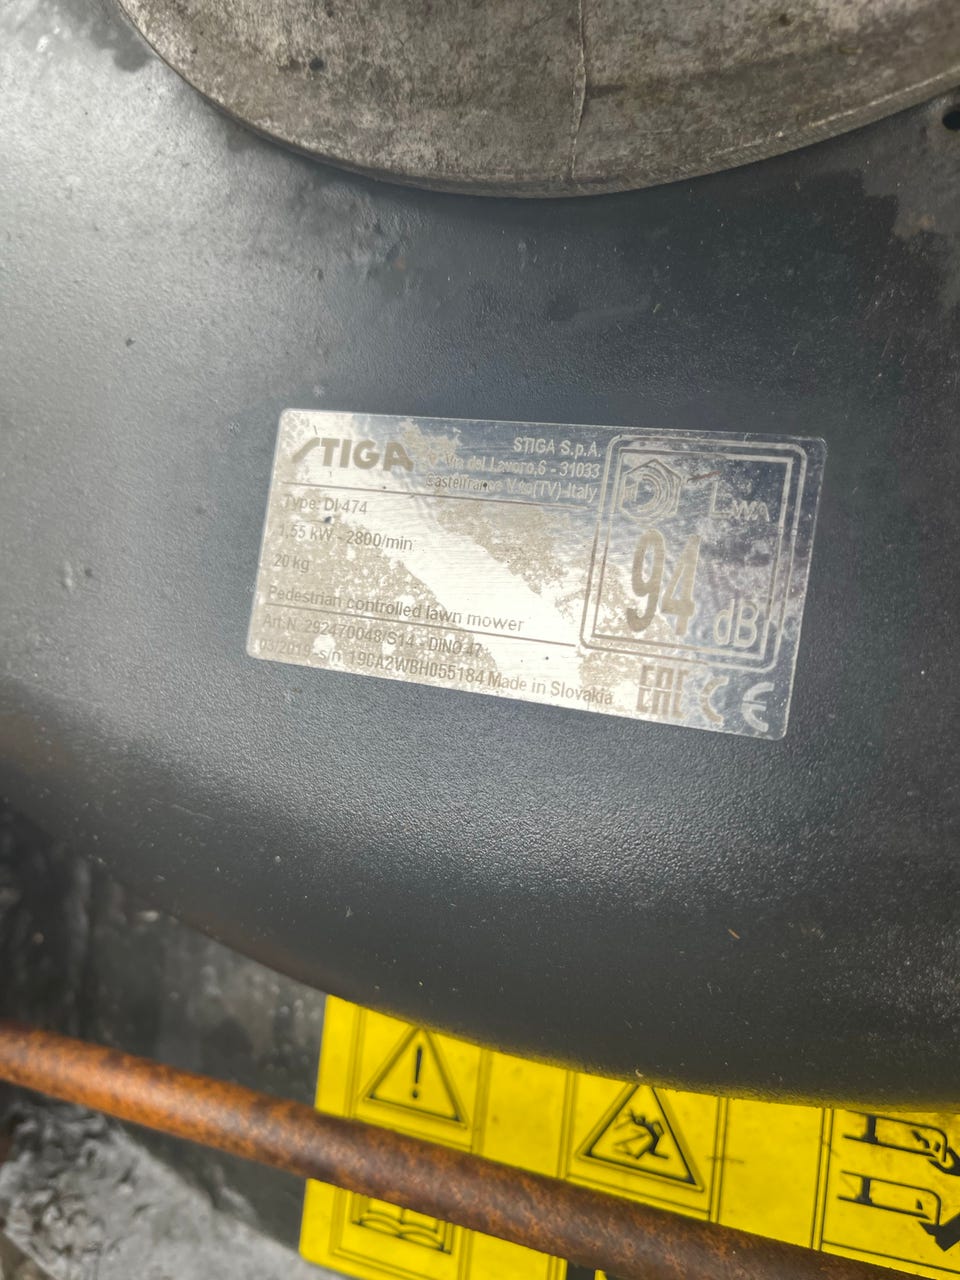 STIGA
STIGA S.p.A.
Via del Lavoro,6 - 31033
Castelfranco V.to(TV)-Italy
Type: DI 474
1,55 kW - 2800/min
20 kg
Pedestrian controlled lawn mower
Art.N. 292470048/S14 - DINO 47
03/2019 s/n 19CA2WBH055184 Made in Slovakia
LWA
94
dB
EAC CE